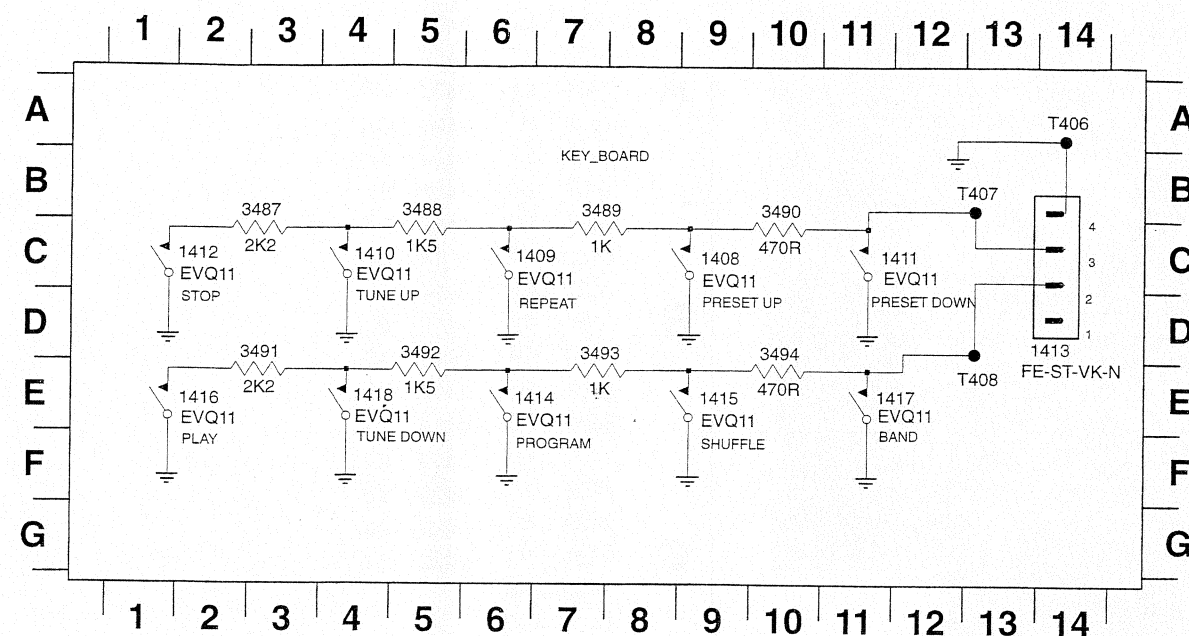 1 2 3 4 5 6 7 8 9 10 11 12 13 14
A A
T406
KEY_BOARD
B B
3487 3488 3489 3490 T407
2K2 1K5 1K 470R
4
C C
1412 1410 1409 1408 1411
EVQ11 EVQ11 EVQ11 EVQ11 EVQ11
STOP TUNE UP REPEAT PRESET UP PRESET DOWN
3
2
D D
1
3491 3492 3493 3494 1413
2K2 1K5 1K 470R T408 FE-ST-VK-N
E E
1416 1418 1414 1415 1417
EVQ11 EVQ11 EVQ11 EVQ11 EVQ11
PLAY TUNE DOWN PROGRAM SHUFFLE BAND
F F
G G
1 2 3 4 5 6 7 8 9 10 11 12 13 14